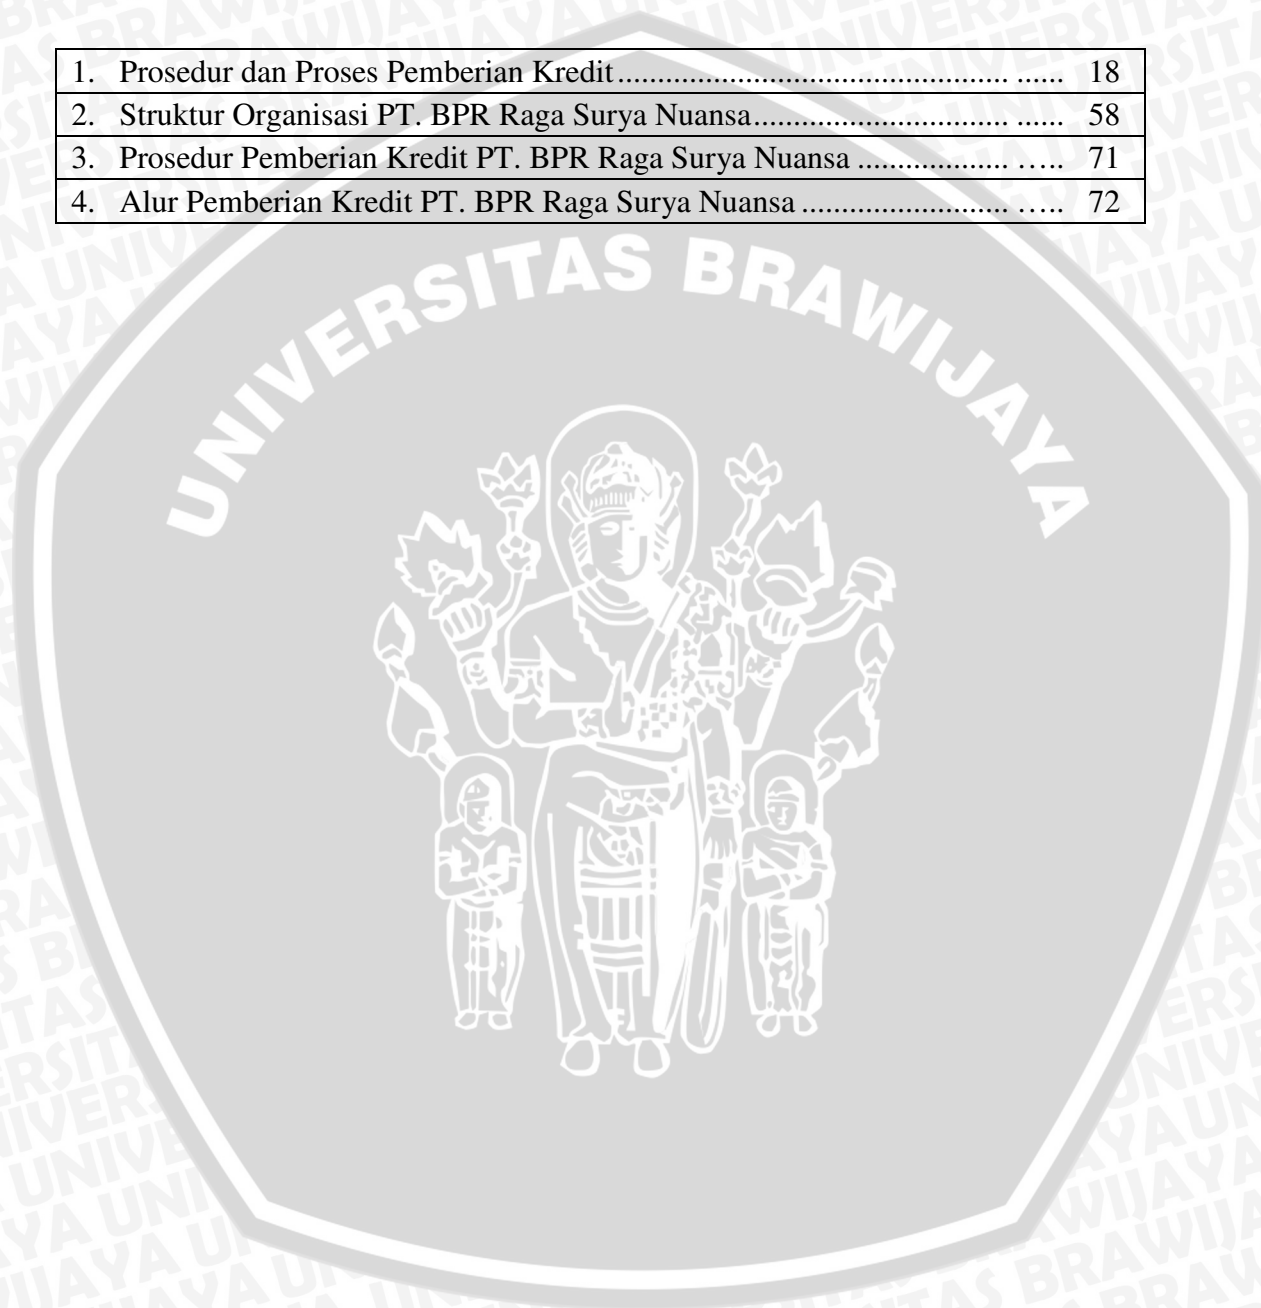 1. Prosedur dan Proses Pemberian Kredit................................................ ...... 18
2. Struktur Organisasi PT. BPR Raga Surya Nuansa............................... ...... 58
3. Prosedur Pemberian Kredit PT. BPR Raga Surya Nuansa .................. ...... 71
4. Alur Pemberian Kredit PT. BPR Raga Surya Nuansa ......................... ...... 72
UNIVERSITAS BRAWIJAYA